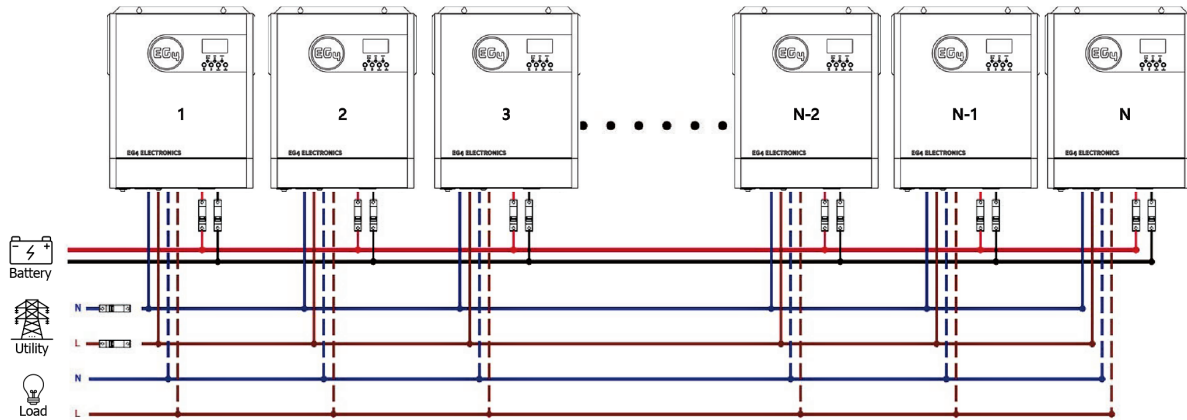 EG4 EG4 EG4 EG4 EG4 EG4
1 2 3 N-2 N-1 N
EG4 ELECTRONICS EG4 ELECTRONICS EG4 ELECTRONICS EG4 ELECTRONICS EG4 ELECTRONICS EG4 ELECTRONICS
Battery
N
L
Utility
N
L
Load